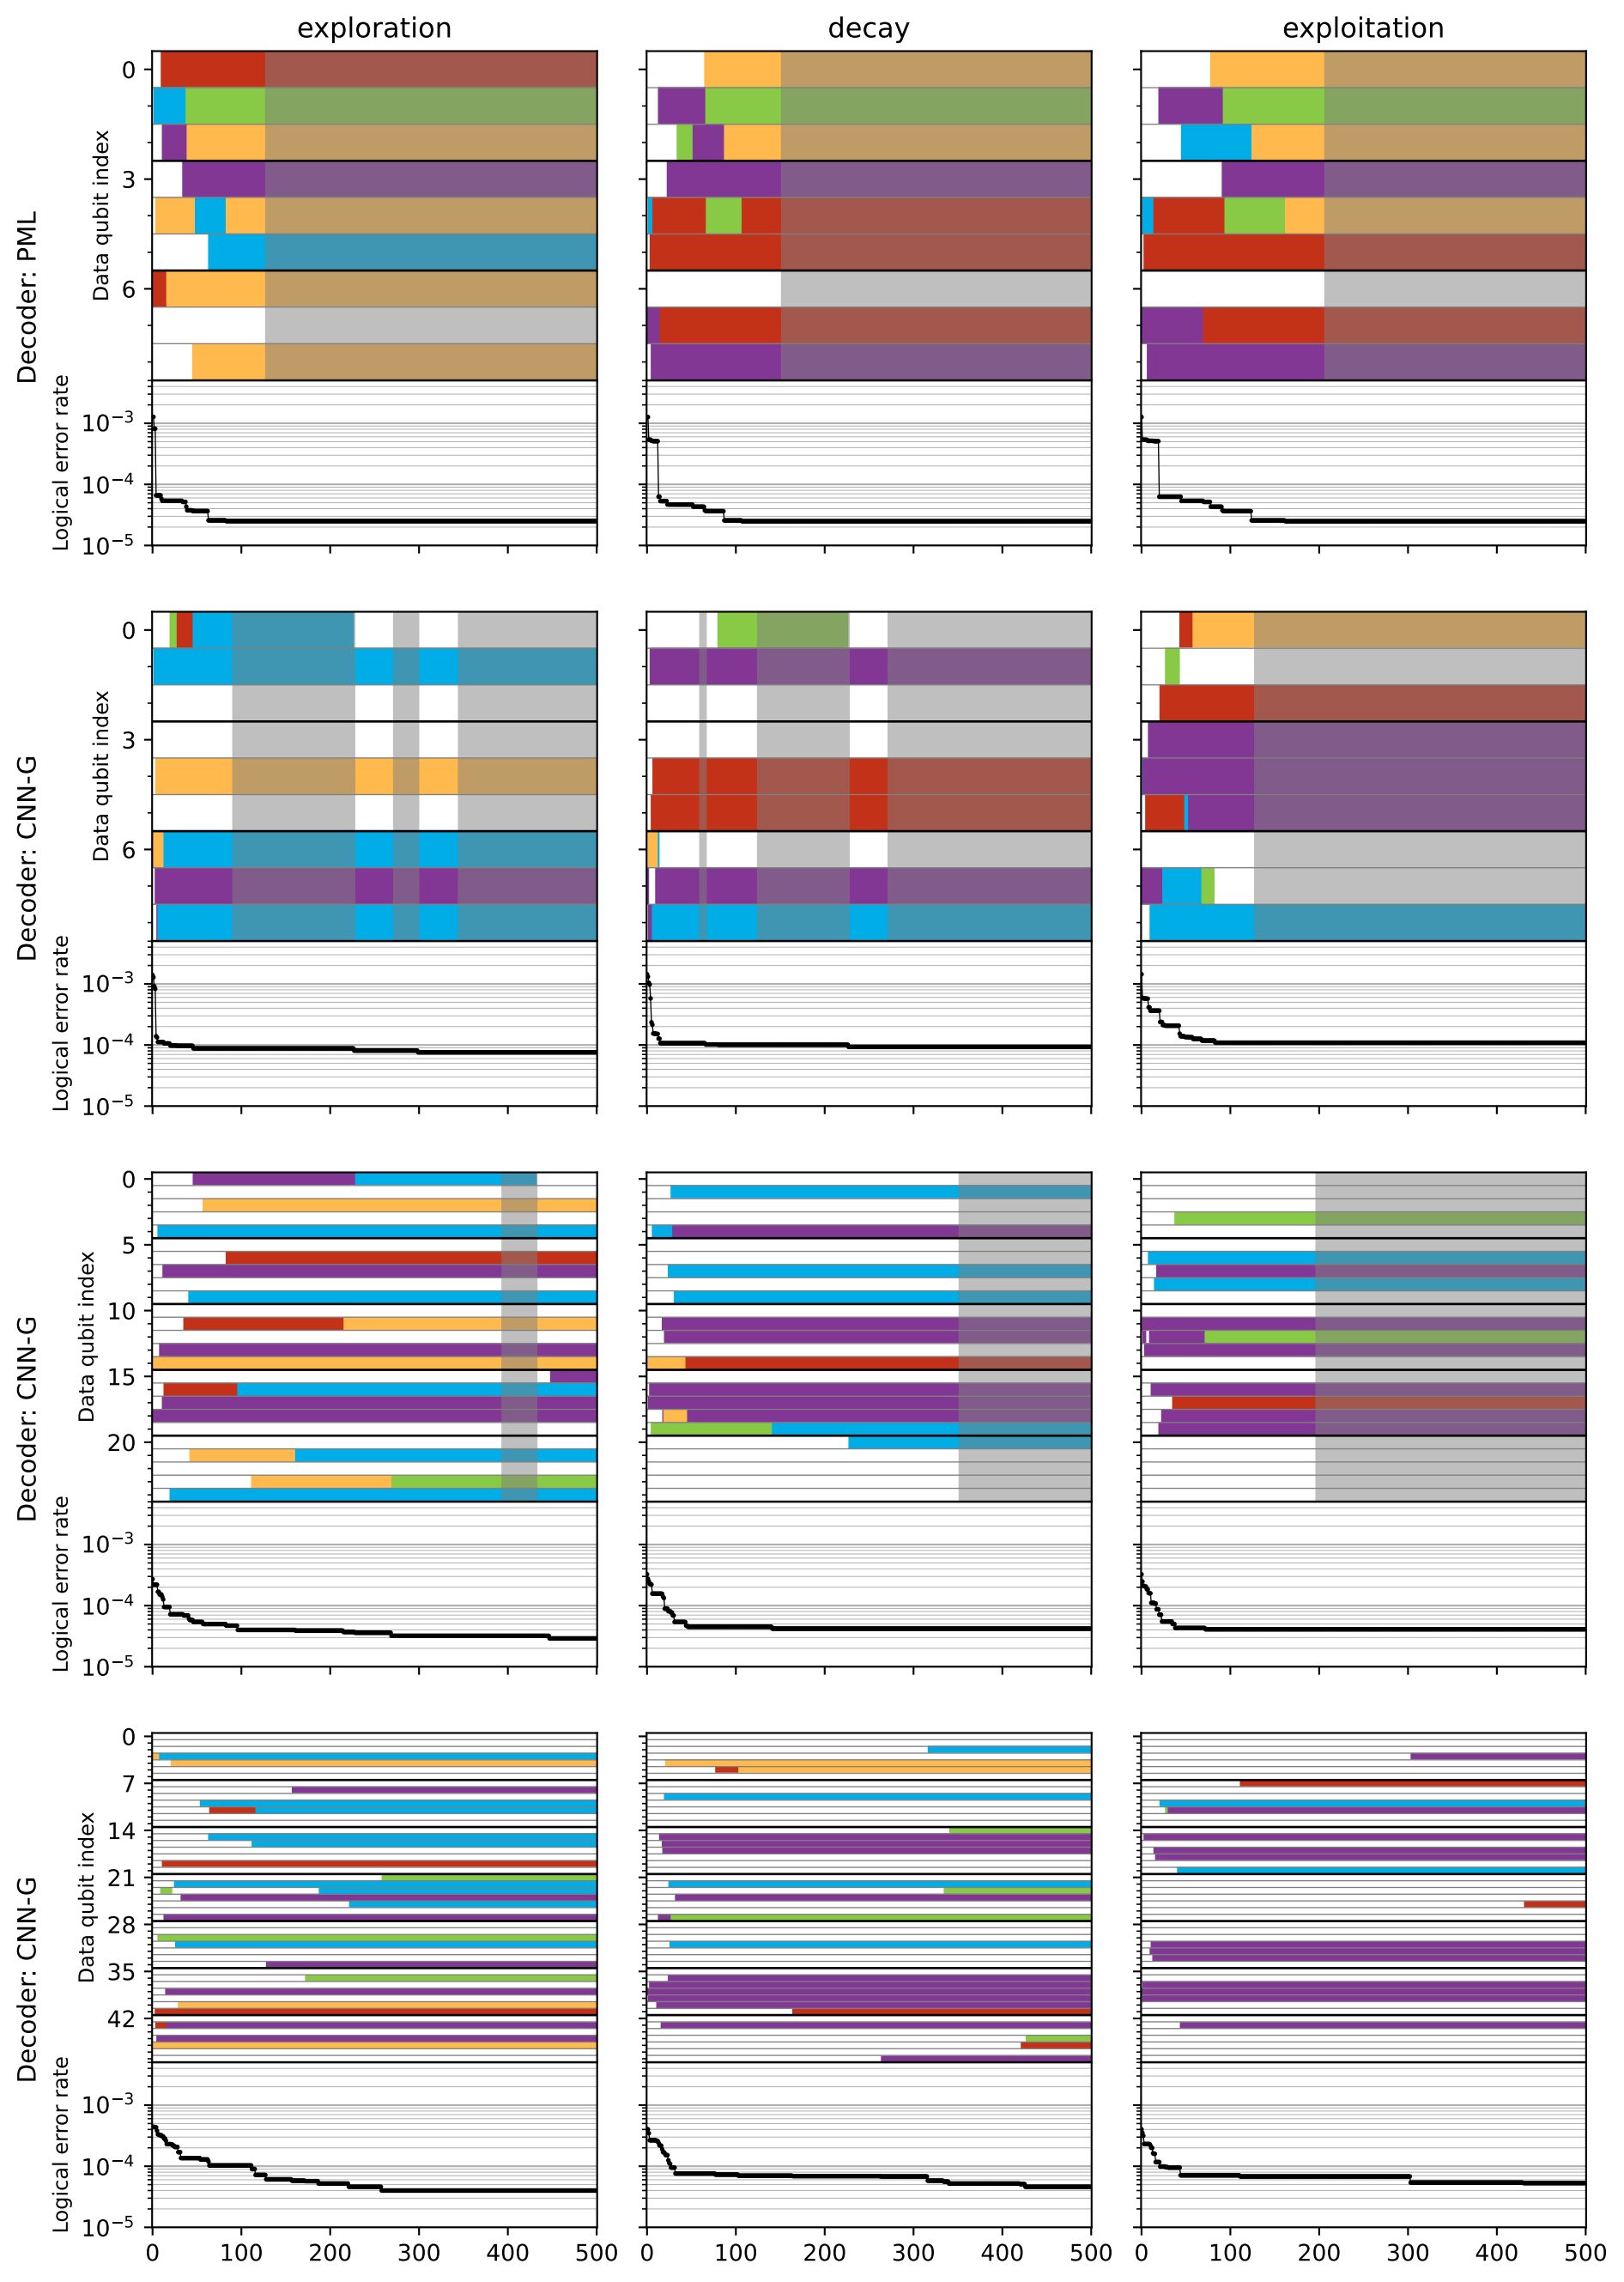 exploration decay exploitation
Decoder: PML
Data qubit index
0
3
6
Logical error rate
10−3
10−4
10−5
Decoder: CNN-G
Data qubit index
0
3
6
Logical error rate
10−3
10−4
10−5
Decoder: CNN-G
Data qubit index
0
5
10
15
20
Logical error rate
10−3
10−4
10−5
Decoder: CNN-G
Data qubit index
0
7
14
21
28
35
42
Logical error rate
10−3
10−4
10−5
0 100 200 300 400 500 0 100 200 300 400 500 0 100 200 300 400 500